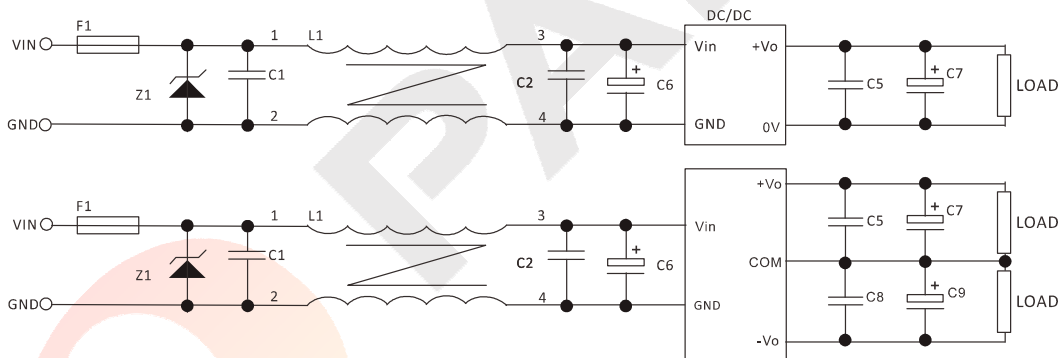 DC/DC
F1
VIN
1
L1
3
Vin
+Vo
Z1
C1
C2
+
C6
C5
+
C7
LOAD
GND
2
4
GND
0V
+Vo
F1
VIN
1
L1
3
Vin
C5
+
C7
LOAD
Z1
C1
C2
+
C6
COM
GND
2
4
GND
C8
+
C9
LOAD
-Vo